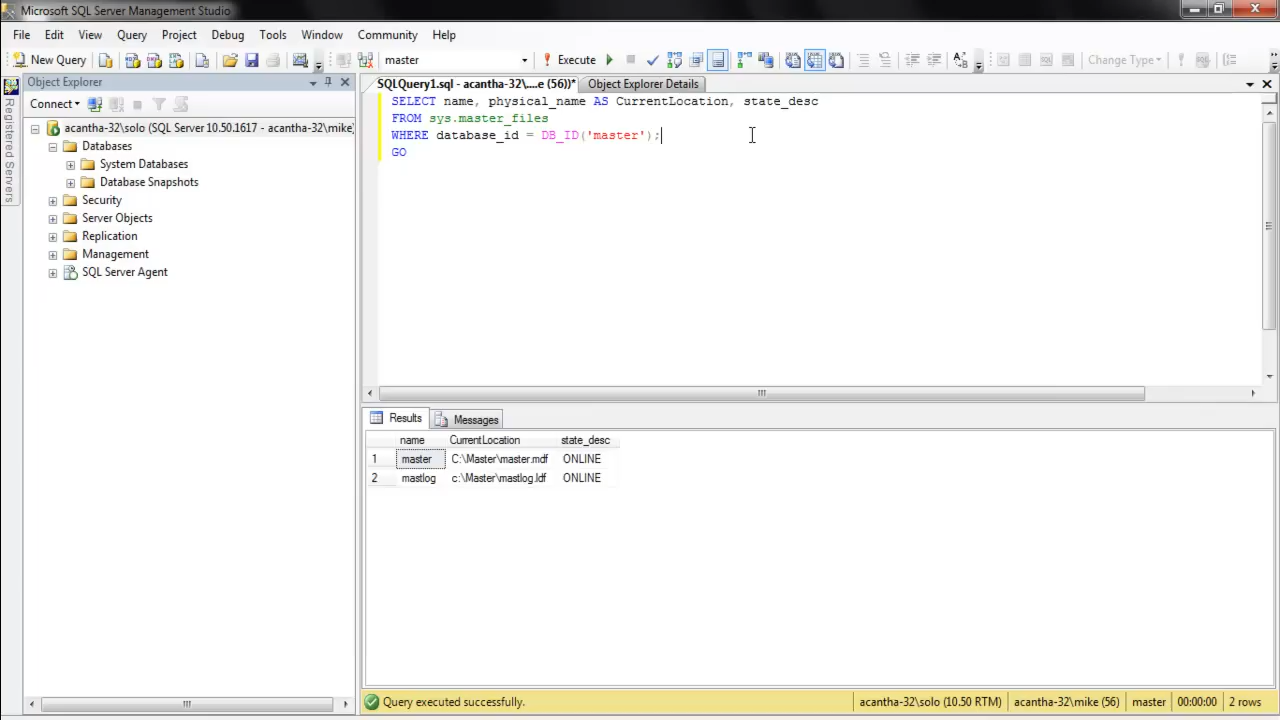 Microsoft SQL Server Management Studio
File Edit View Query Project Debug Tools Window Community Help
New Query master Execute Change Type
Registered Servers
Object Explorer
Connect
acantha-32\solo (SQL Server 10.50.1617 - acantha-32\mike)
Databases
System Databases
Database Snapshots
Security
Server Objects
Replication
Management
SQL Server Agent
SQLQuery1.sql - acantha-32\....e (56))* Object Explorer Details
SELECT name, physical_name AS CurrentLocation, state_desc
FROM sys.master_files
WHERE database_id = DB_ID('master');
GO
Results Messages
name CurrentLocation state_desc
1 master C:\Master\master.mdf ONLINE
2 mastlog c:\Master\mastlog.ldf ONLINE
Query executed successfully. acantha-32\solo (10.50 RTM) acantha-32\mike (56) master 00:00:00 2 rows